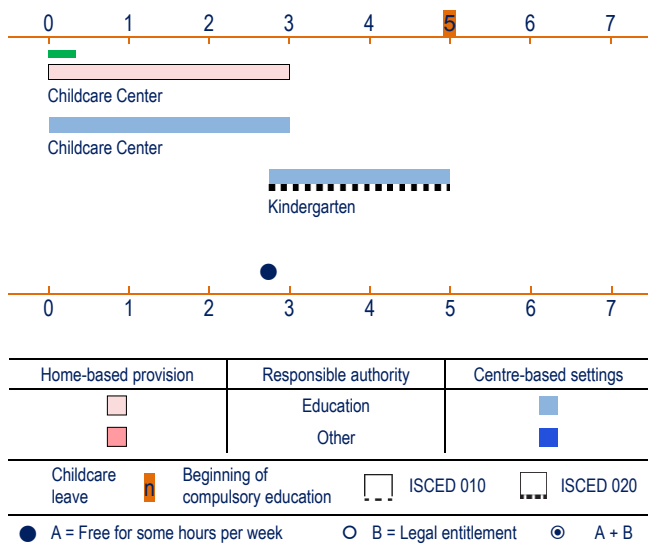 0 1 2 3 4 5 6 7
Childcare Center
Childcare Center
Kindergarten
0 1 2 3 4 5 6 7
Home-based provision Responsible authority Centre-based settings
Education
Other
Childcare leave n Beginning of compulsory education ISCED 010 ISCED 020
A = Free for some hours per week B = Legal entitlement A + B